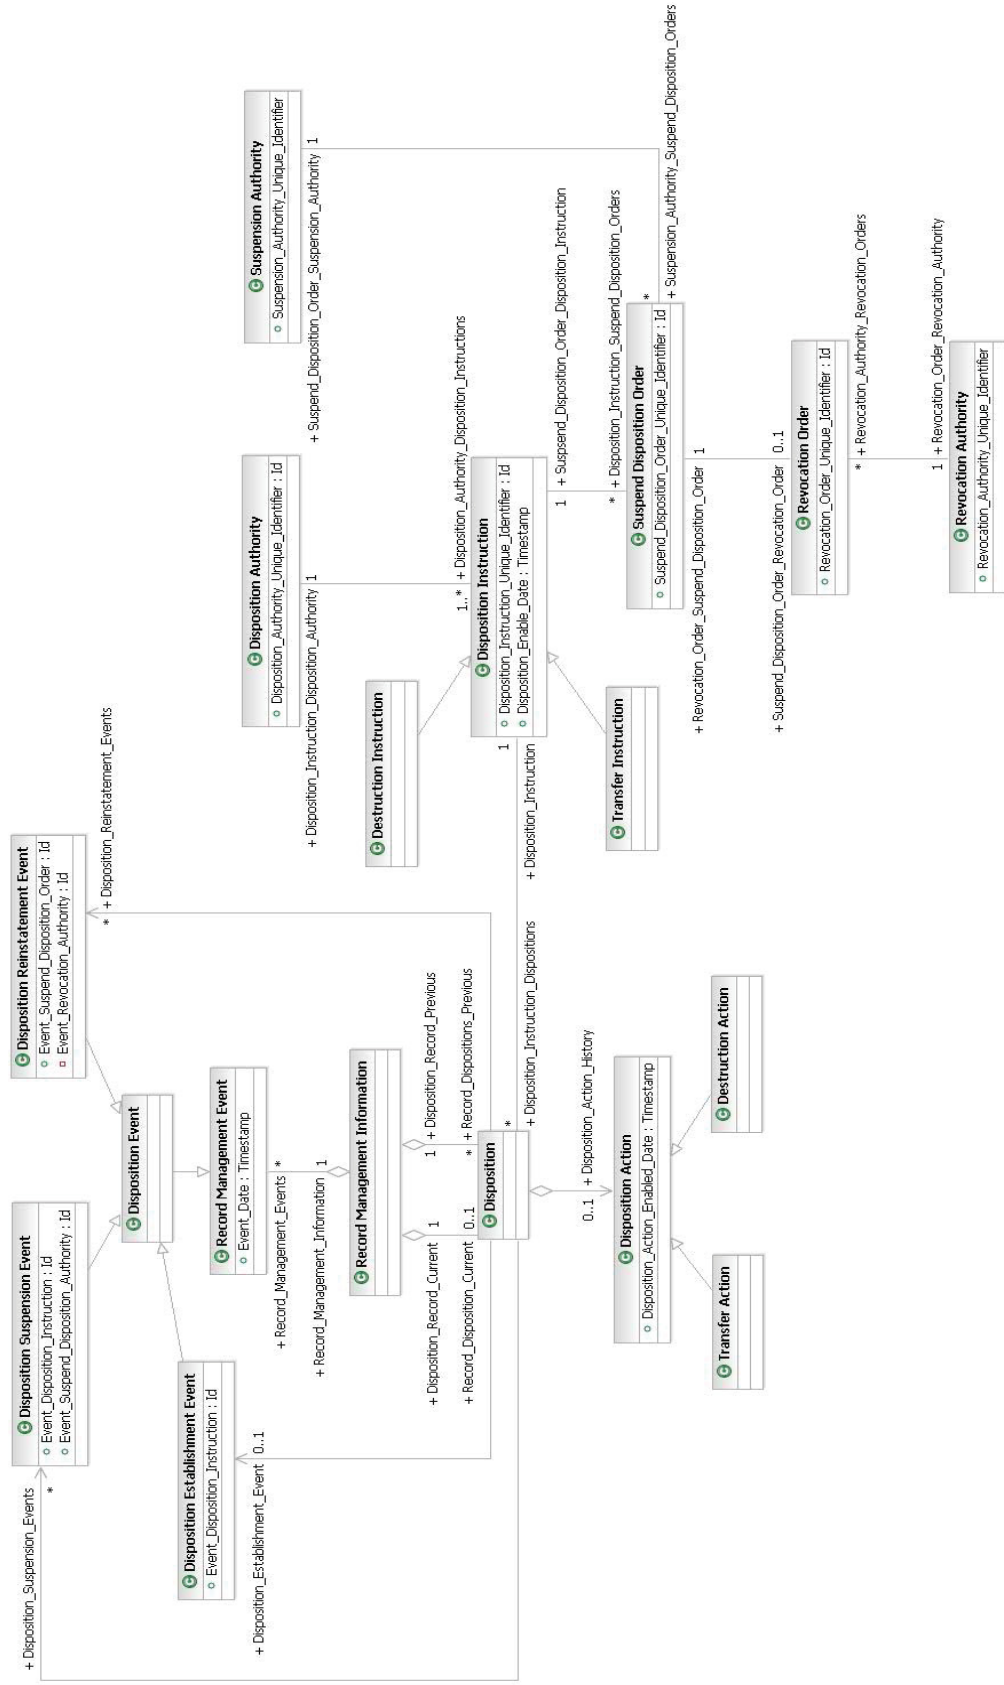 + Disposition_Suspension_Events
*
Disposition Suspension Event
Event_Disposition_Instruction : Id
Event_Suspend_Disposition_Authority : Id
Disposition Reinstatement Event
Event_Suspend_Disposition_Order : Id
Event_Revocation_Authority : Id
* + Disposition_Reinstatement_Events
Disposition Event
Disposition Establishment Event
Event_Disposition_Instruction : Id
+ Disposition_Establishment_Event 0..1
Record Management Event
Event_Date : Timestamp
+ Record_Management_Events *
+ Record_Management_Information 1
Record Management Information
+ Disposition_Record_Current 1
1 + Disposition_Record_Previous
+ Record_Disposition_Current 0..1
* + Record_Dispositions_Previous
Disposition
*
+ Disposition_Instruction_Dispositions
1
+ Disposition_Instruction
0..1 + Disposition_Action_History
Disposition Action
Disposition_Action_Enabled_Date : Timestamp
Transfer Action
Destruction Action
Disposition Authority
Disposition_Authority_Unique_Identifier : Id
+ Disposition_Instruction_Disposition_Authority 1
1..* + Disposition_Authority_Disposition_Instructions
Destruction Instruction
Disposition Instruction
Disposition_Instruction_Unique_Identifier : Id
Disposition_Enable_Date : Timestamp
Transfer Instruction
Suspension Authority
Suspension_Authority_Unique_Identifier
+ Suspend_Disposition_Order_Suspension_Authority 1
1 + Suspsend_Disposition_Order_Disposition_Instruction
* + Disposition_Instruction_Suspend_Disposition_Orders
Suspend Disposition Order
Suspend_Disposition_Order_Unique_Identifier : Id
*
+ Suspension_Authority_Suspend_Disposition_Orders
+ Revocation_Order_Suspend_Disposition_Order 1
+ Suspend_Disposition_Order_Revocation_Order 0..1
Revocation Order
Revocation_Order_Unique_Identifier : Id
* + Revocation_Authority_Revocation_Orders
1 + Revocation_Order_Revocation_Authority
Revocation Authority
Revocation_Authority_Unique_Identifier